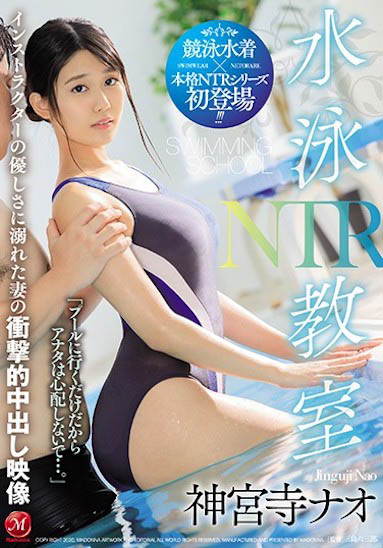 競泳水着
SWIMWEAR
×
NETORARE
本格NTRシリーズ
初登場!!!
水泳NTR教室
SWIMMING
SCHOOL
インストラクターの優しさに溺れた妻の衝撃的中出し映像
「プールに行くだけだから
アナタは心配しないで…。」
Jinguji Nao
神宮寺ナオ
M
Madonna